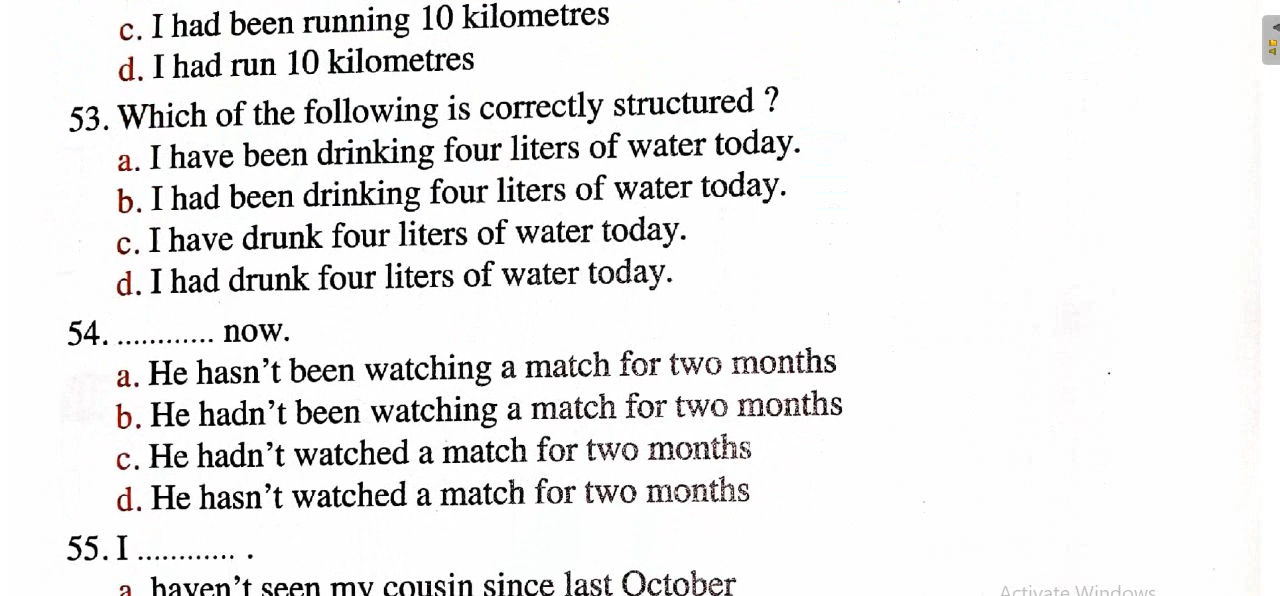 c. I had been running 10 kilometres
d. I had run 10 kilometres
53. Which of the following is correctly structured ?
a. I have been drinking four liters of water today.
b. I had been drinking four liters of water today.
c. I have drunk four liters of water today.
d. I had drunk four liters of water today.
54. ............ now.
a. He hasn't been watching a match for two months
b. He hadn't been watching a match for two months
c. He hadn't watched a match for two months
d. He hasn't watched a match for two months
55. I ............. .
a haven't seen my cousin since last October
Activate Windows